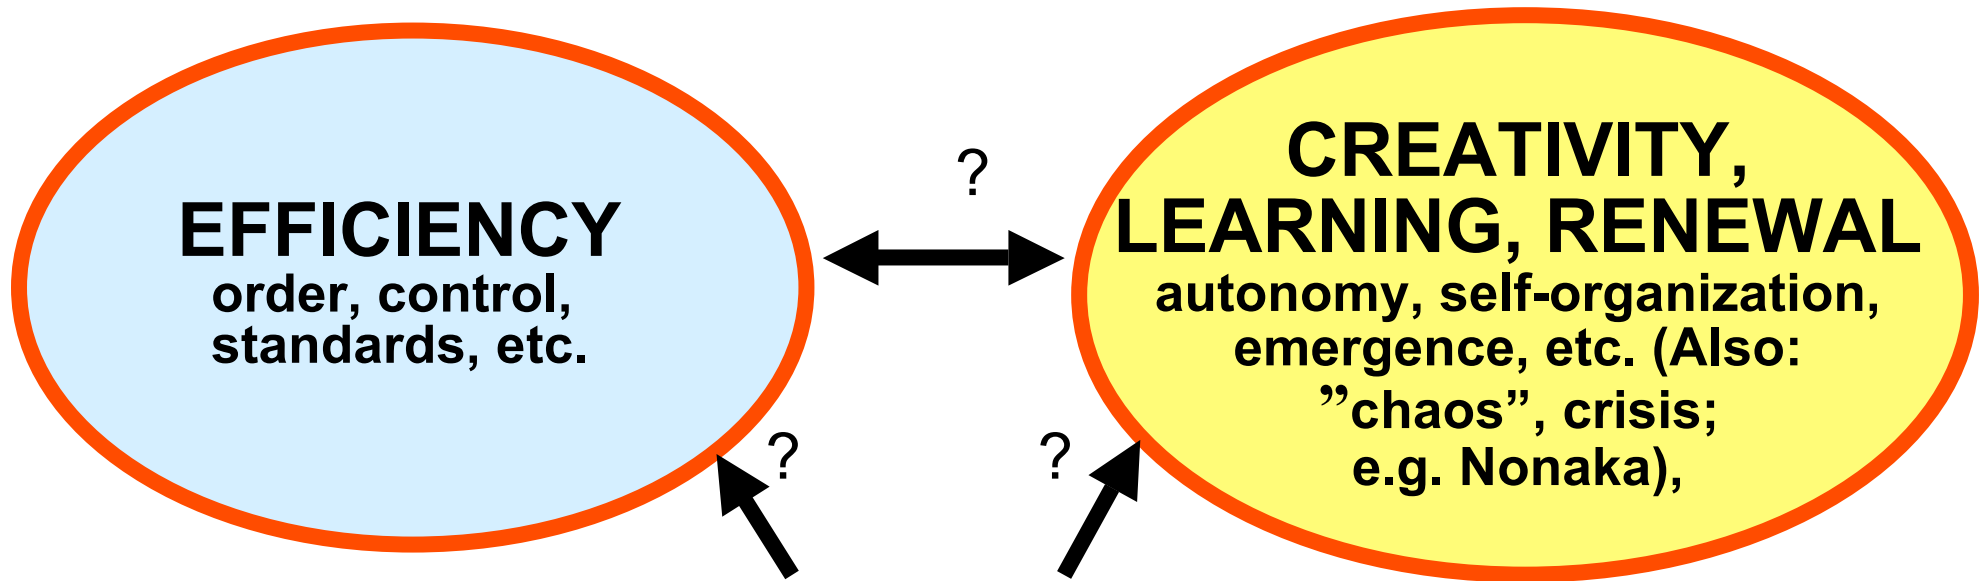 EFFICIENCY
order, control,
standards, etc.
?
CREATIVITY,
LEARNING, RENEWAL
autonomy, self-organization,
emergence, etc. (Also:
”chaos”, crisis;
e.g. Nonaka),
?
?